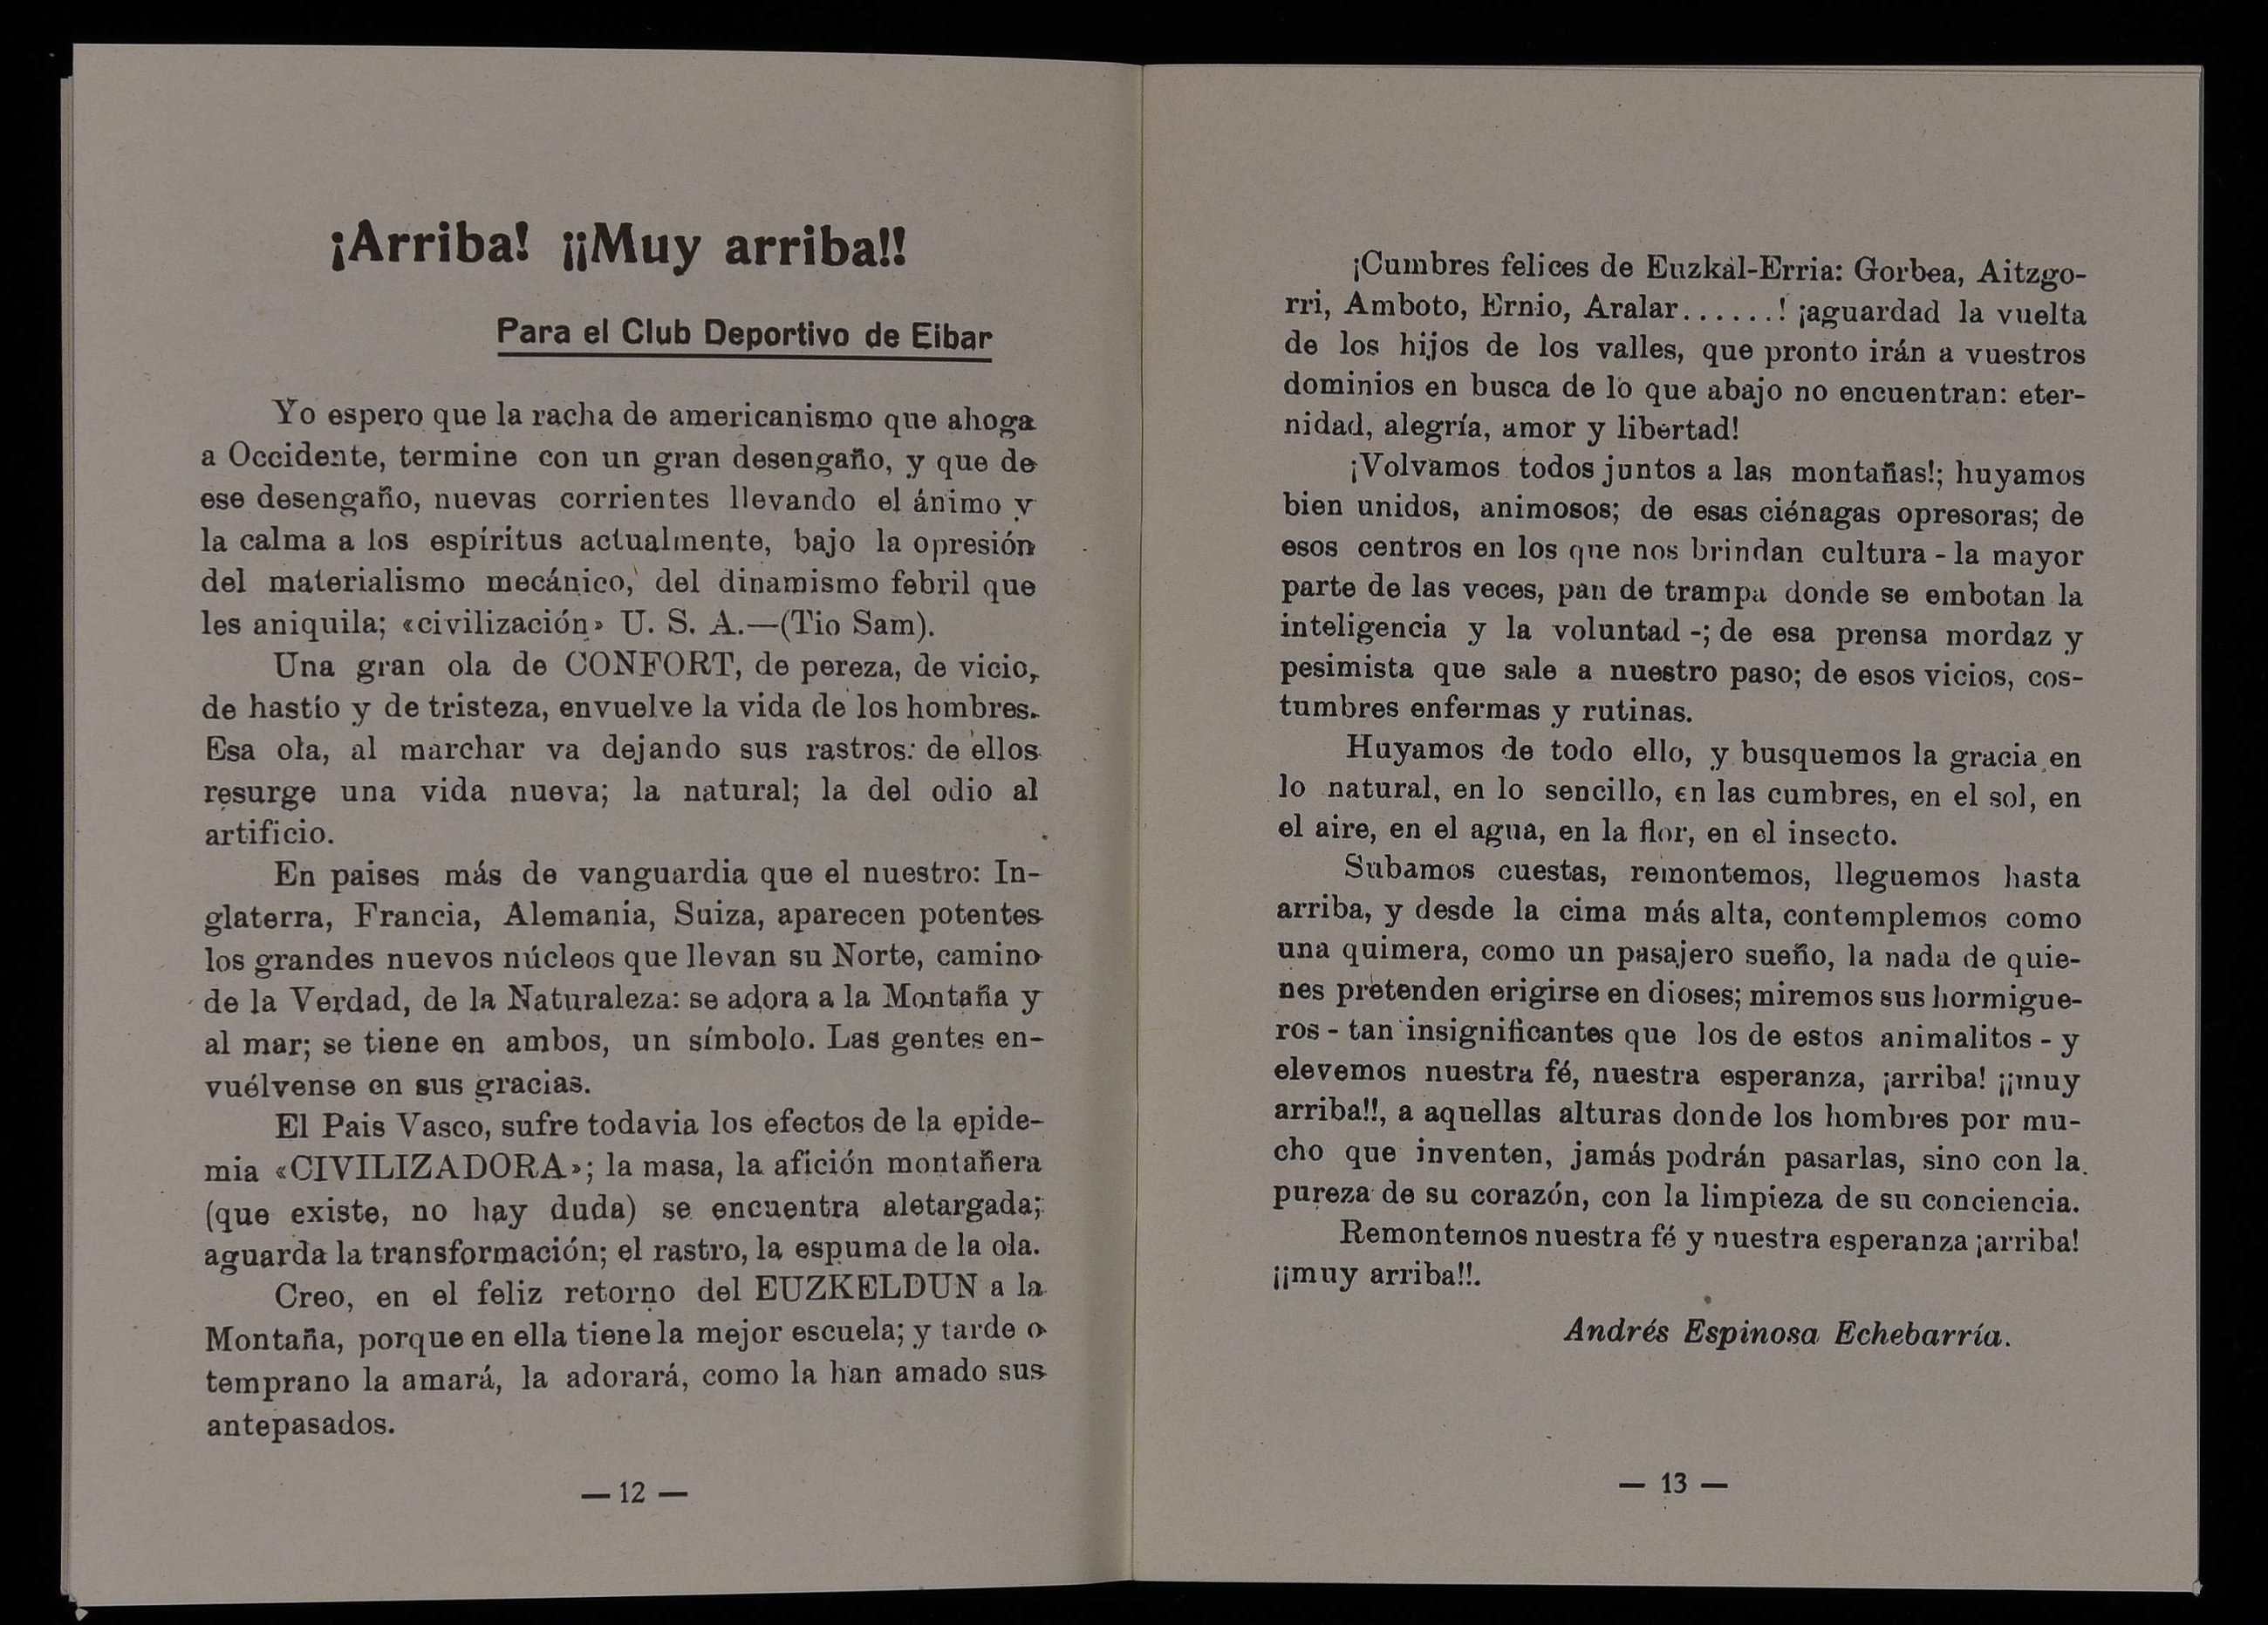 ¡Arriba! ¡¡Muy arriba!!
Para el Club Deportivo de Eibar
Yo espero que la racha de americanismo que ahoga
a Occidente, termine con un gran desengaño, y que de
ese desengaño, nuevas corrientes llevando el ánimo y
la calma a los espíritus actualmente, bajo la opresión
del materialismo mecánico, del dinamismo febril que
les aniquila; «civilización» U. S. A.—(Tio Sam).
Una gran ola de CONFORT, de pereza, de vicio,
de hastío y de tristeza, envuelve la vida de los hombres.
Esa ola, al marchar va dejando sus rastros: de ellos
resurge una vida nueva; la natural; la del odio al
artificio.
En paises más de vanguardia que el nuestro: In-
glaterra, Francia, Alemania, Suiza, aparecen potentes
los grandes nuevos núcleos que llevan su Norte, camino
de la Verdad, de la Naturaleza: se adora a la Montaña y
al mar; se tiene en ambos, un símbolo. Las gentes en-
vuélvense en sus gracias.
El Pais Vasco, sufre todavia los efectos de la epide-
mia «CIVILIZADORA»; la masa, la afición montañera
(que existe, no hay duda) se encuentra aletargada;
aguarda la transformación; el rastro, la espuma de la ola.
Creo, en el feliz retorno del EUZKELDUN a la
Montaña, porque en ella tiene la mejor escuela; y tarde o
temprano la amará, la adorará, como la han amado sus
antepasados.
— 12 —
¡Cumbres felices de Euzkal-Erria: Gorbea, Aitzgo-
rri, Amboto, Ernio, Aralar......! ¡aguardad la vuelta
de los hijos de los valles, que pronto irán a vuestros
dominios en busca de lo que abajo no encuentran: eter-
nidad, alegría, amor y libertad!
¡Volvamos todos juntos a las montañas!; huyamos
bien unidos, animosos; de esas ciénagas opresoras; de
esos centros en los que nos brindan cultura - la mayor
parte de las veces, pan de trampa donde se embotan la
inteligencia y la voluntad -; de esa prensa mordaz y
pesimista que sale a nuestro paso; de esos vicios, cos-
tumbres enfermas y rutinas.
Huyamos de todo ello, y busquemos la gracia en
lo natural, en lo sencillo, en las cumbres, en el sol, en
el aire, en el agua, en la flor, en el insecto.
Subamos cuestas, remontemos, lleguemos hasta
arriba, y desde la cima más alta, contemplemos como
una quimera, como un pasajero sueño, la nada de quie-
nes pretenden erigirse en dioses; miremos sus hormigue-
ros - tan insignificantes que los de estos animalitos - y
elevemos nuestra fé, nuestra esperanza, ¡arriba! ¡¡muy
arriba!!, a aquellas alturas donde los hombres por mu-
cho que inventen, jamás podrán pasarlas, sino con la
pureza de su corazón, con la limpieza de su conciencia.
Remontemos nuestra fé y nuestra esperanza ¡arriba!
¡¡muy arriba!!.
Andrés Espinosa Echebarría.
— 13 —